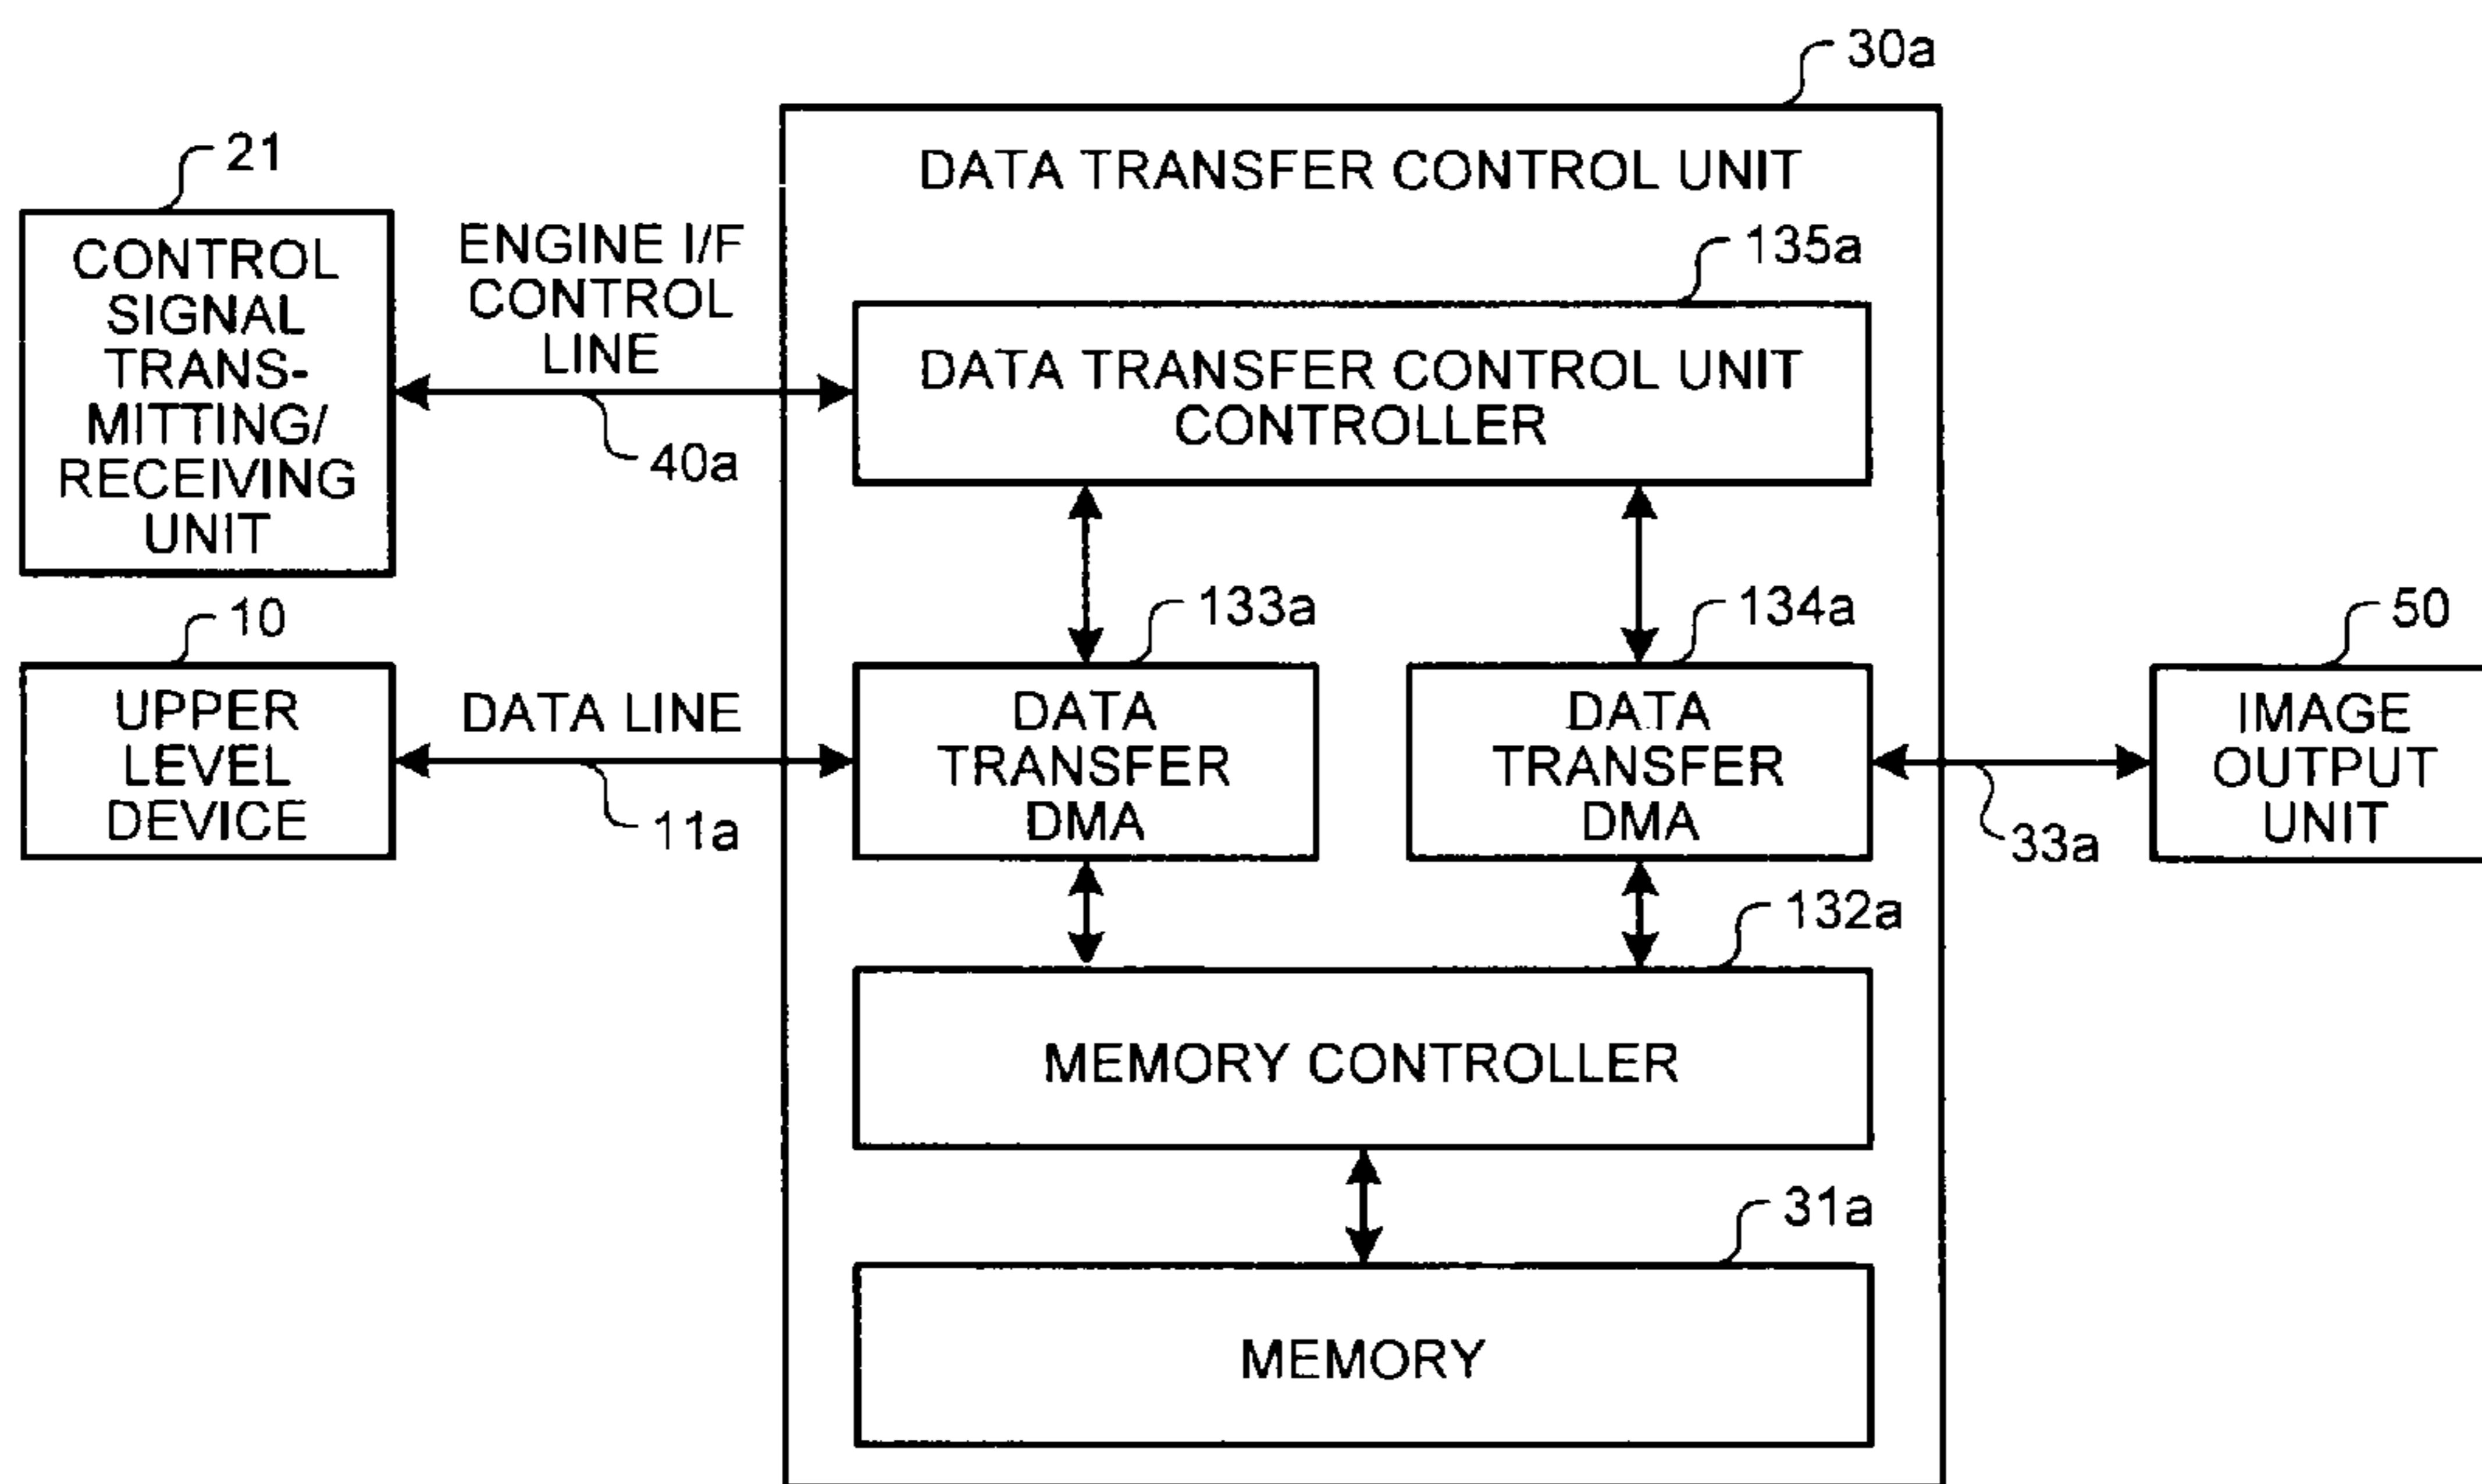 30a
21
DATA TRANSFER CONTROL UNIT
CONTROL
SIGNAL
TRANS-
MITTING/
RECEIVING
UNIT
ENGINE I/F
CONTROL
LINE
40a
135a
DATA TRANSFER CONTROL UNIT
CONTROLLER
10
UPPER
LEVEL
DEVICE
DATA LINE
11a
133a
DATA
TRANSFER
DMA
134a
DATA
TRANSFER
DMA
33a
50
IMAGE
OUTPUT
UNIT
132a
MEMORY CONTROLLER
31a
MEMORY